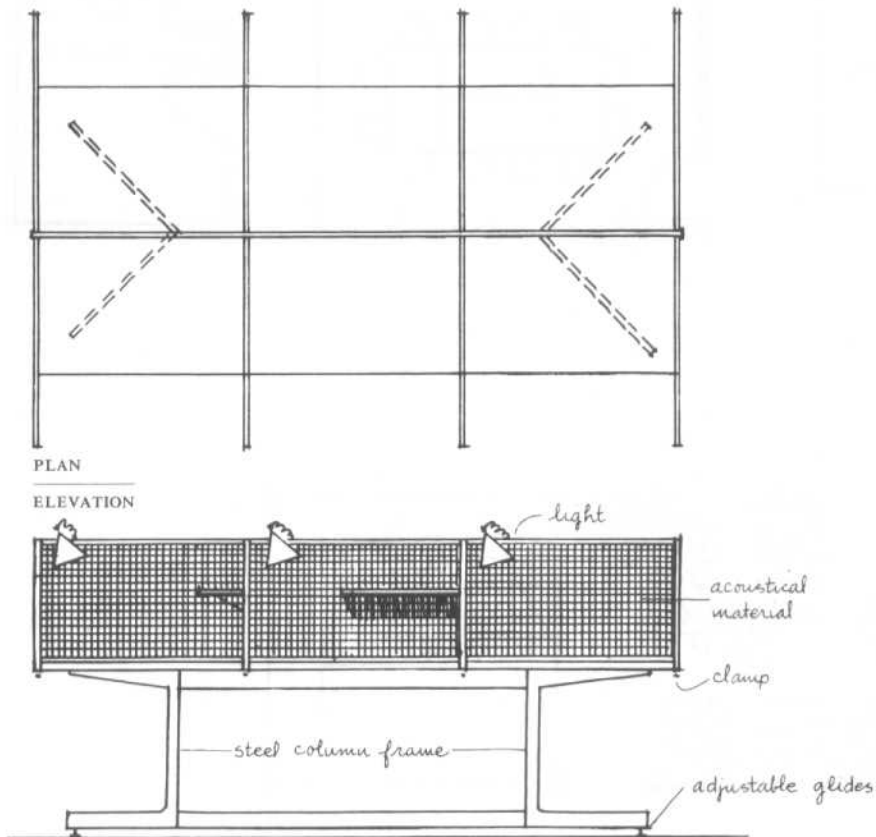 PLAN
ELEVATION
light
acoustical
material
clamp
steel column frame
adjustable glides